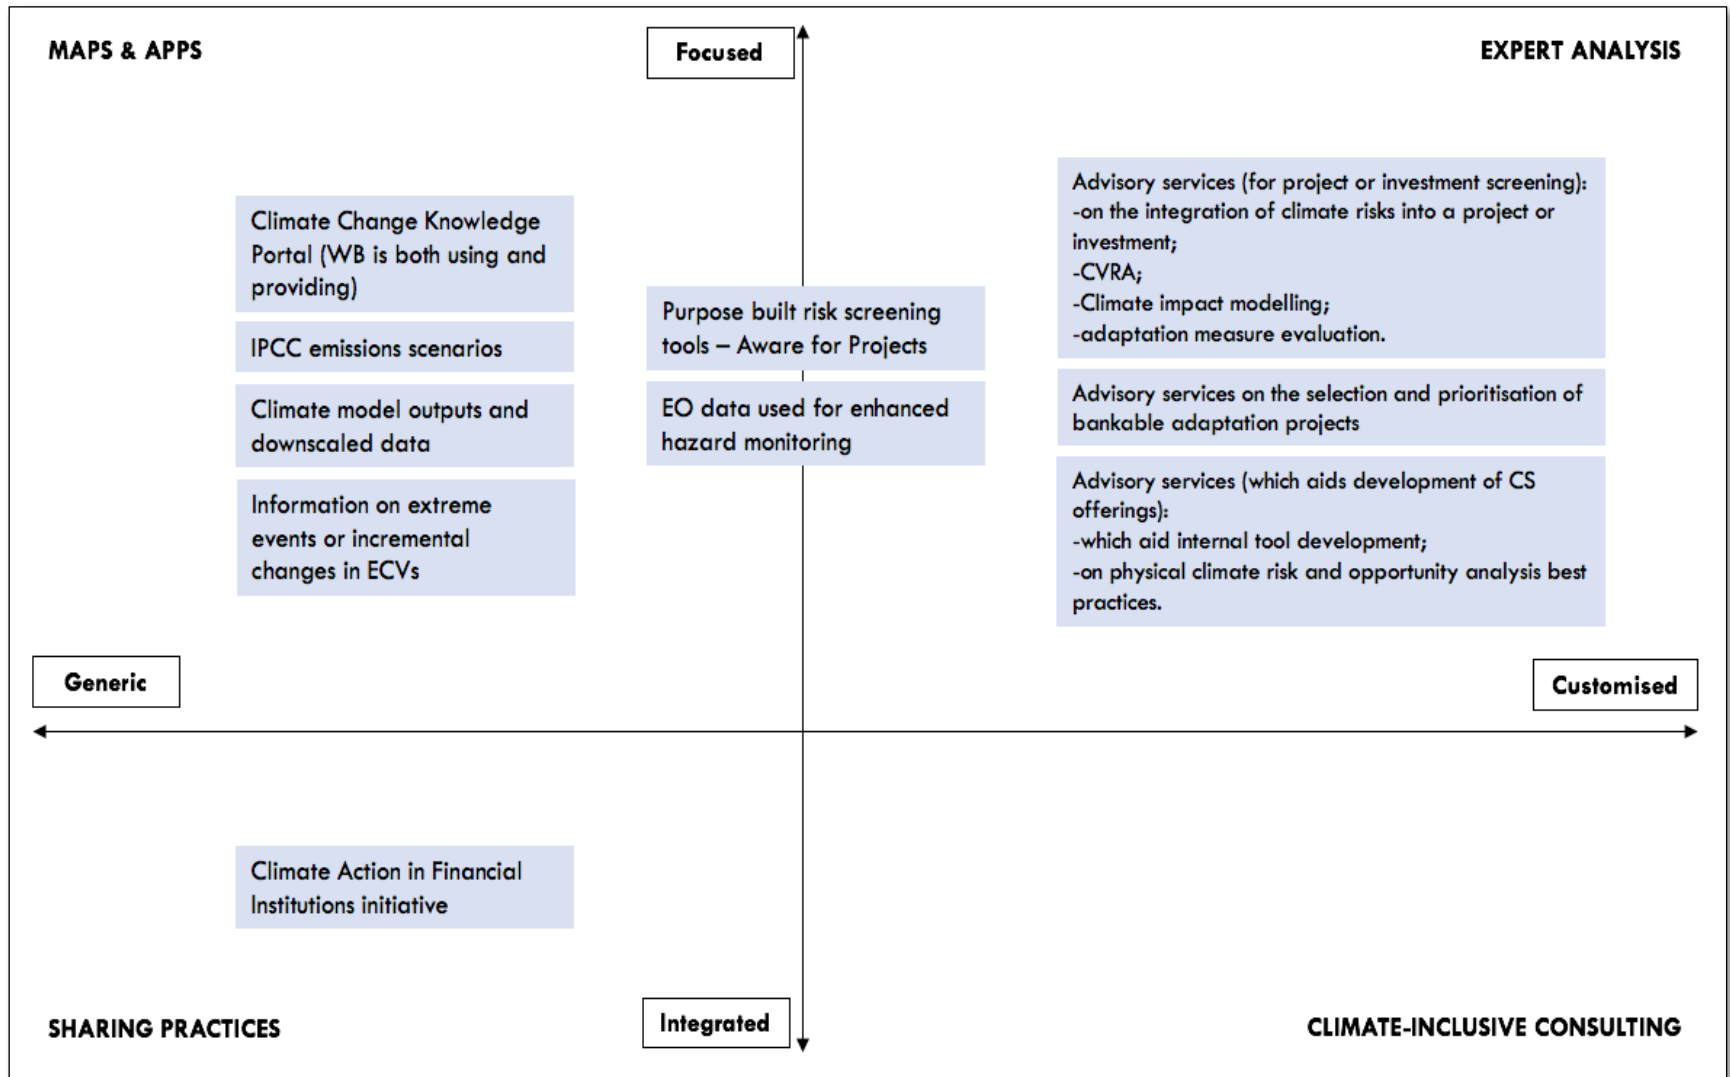 MAPS & APPS
Focused
EXPERT ANALYSIS
Climate Change Knowledge
Portal (WB is both using and
providing)
IPCC emissions scenarios
Climate model outputs and
downscaled data
Information on extreme
events or incremental
changes in ECVs
Purpose built risk screening
tools – Aware for Projects
EO data used for enhanced
hazard monitoring
Advisory services (for project or investment screening):
-on the integration of climate risks into a project or
investment;
-CVRA;
-Climate impact modelling;
-adaptation measure evaluation.
Advisory services on the selection and prioritisation of
bankable adaptation projects
Advisory services (which aids development of CS
offerings):
-which aid internal tool development;
-on physical climate risk and opportunity analysis best
practices.
Generic
Customised
Climate Action in Financial
Institutions initiative
SHARING PRACTICES
Integrated
CLIMATE-INCLUSIVE CONSULTING